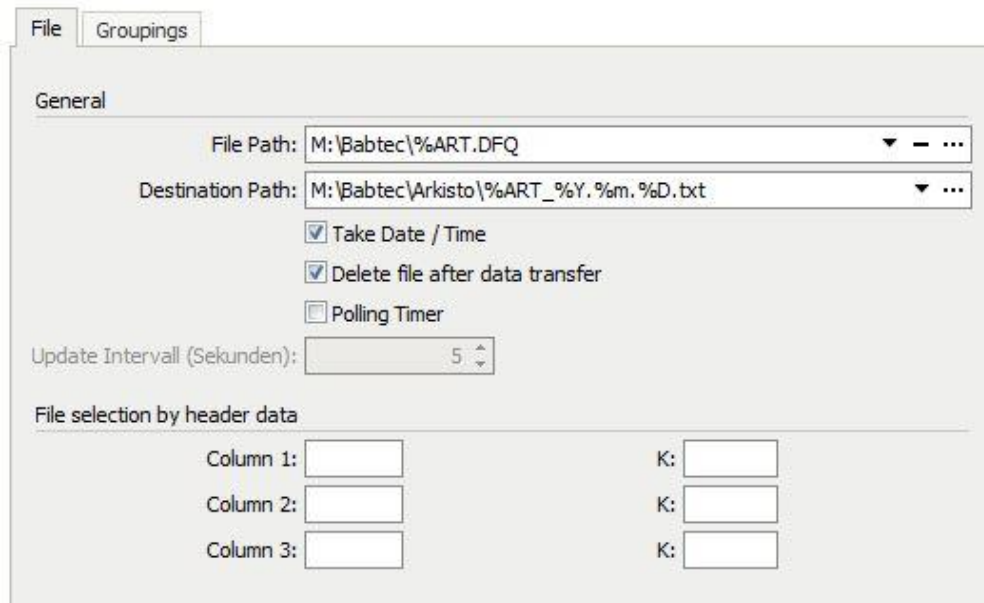 File Groupings
General
File Path: M:\Babtec\%ART.DFQ
Destination Path: M:\Babtec\Arkisto\%ART_%Y.%m.%D.txt
Take Date / Time
Delete file after data transfer
Polling Timer
Update Intervall (Sekunden): 5
File selection by header data
Column 1: K:
Column 2: K:
Column 3: K: